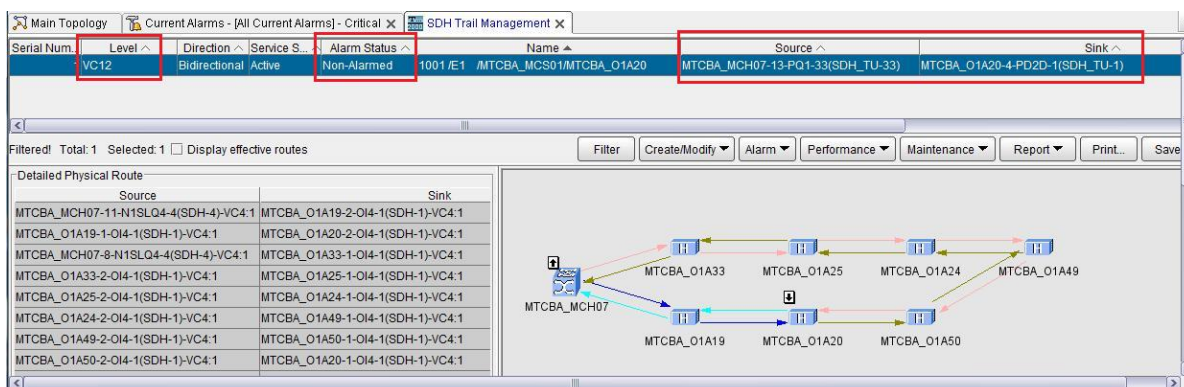 Main Topology Current Alarms - [All Current Alarms] - Critical X SDH Trail Management X
Serial Num... Level Direction Service S... Alarm Status Name Source Sink
1 VC12 Bidirectional Active Non-Alarmed 1001 /E1 /MTCBA_MCS01/MTCBA_O1A20 MTCBA_MCH07-13-PQ1-33(SDH_TU-33) MTCBA_O1A20-4-PD2D-1(SDH_TU-1)
Filtered! Total: 1 Selected: 1 Display effective routes Filter Create/Modify Alarm Performance Maintenance Report Print... Save
Detailed Physical Route
Source Sink
MTCBA_MCH07-11-N1SLQ4-4(SDH-4)-VC4:1 MTCBA_O1A19-2-OI4-1(SDH-1)-VC4:1
MTCBA_O1A19-1-OI4-1(SDH-1)-VC4:1 MTCBA_O1A20-2-OI4-1(SDH-1)-VC4:1
MTCBA_MCH07-8-N1SLQ4-4(SDH-4)-VC4:1 MTCBA_O1A33-1-OI4-1(SDH-1)-VC4:1
MTCBA_O1A33-2-OI4-1(SDH-1)-VC4:1 MTCBA_O1A25-1-OI4-1(SDH-1)-VC4:1
MTCBA_O1A25-2-OI4-1(SDH-1)-VC4:1 MTCBA_O1A24-1-OI4-1(SDH-1)-VC4:1
MTCBA_O1A24-2-OI4-1(SDH-1)-VC4:1 MTCBA_O1A49-1-OI4-1(SDH-1)-VC4:1
MTCBA_O1A49-2-OI4-1(SDH-1)-VC4:1 MTCBA_O1A50-1-OI4-1(SDH-1)-VC4:1
MTCBA_O1A50-2-OI4-1(SDH-1)-VC4:1 MTCBA_O1A20-1-OI4-1(SDH-1)-VC4:1
MTCBA_O1A33 MTCBA_O1A25 MTCBA_O1A24 MTCBA_O1A49
MTCBA_MCH07
MTCBA_O1A19 MTCBA_O1A20 MTCBA_O1A50